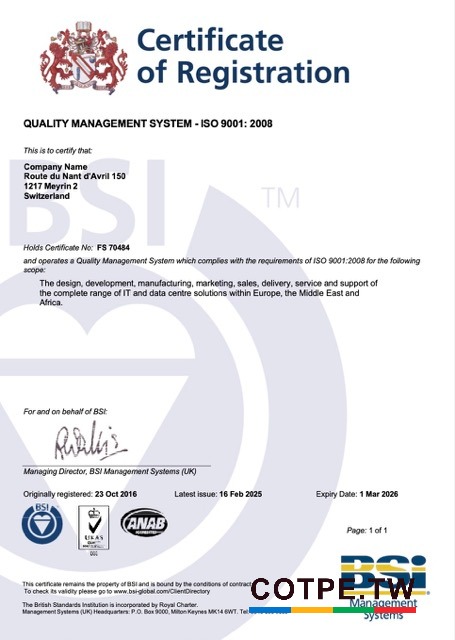 Certificate
of Registration
QUALITY MANAGEMENT SYSTEM - ISO 9001: 2008
This is to certify that:
Company Name
Route du Nant d'Avril 150
1217 Meyrin 2
Switzerland
BSI
TM
Holds Certificate No: FS 70484
and operates a Quality Management System which complies with the requirements of ISO 9001:2008 for the following
scope:
The design, development, manufacturing, marketing, sales, delivery, service and support of
the complete range of IT and data centre solutions within Europe, the Middle East and
Africa.
For and on behalf of BSI:
Managing Director, BSI Management Systems (UK)
Originally registered: 23 Oct 2016 Latest issue: 16 Feb 2025 Expiry Date: 1 Mar 2026
BSI
UKAS
ANAB
Page: 1 of 1
BSi
Management
Systems
This certificate remains the property of BSI and is bound by the conditions of contract
To check its validity please go to www.bsi-global.com/ClientDirectory
The British Standards Institution is incorporated by Royal Charter.
Management Systems (UK) Headquarters: P.O. Box 9000, Milton Keynes MK14 6WT. Tel:
COTPE.TW